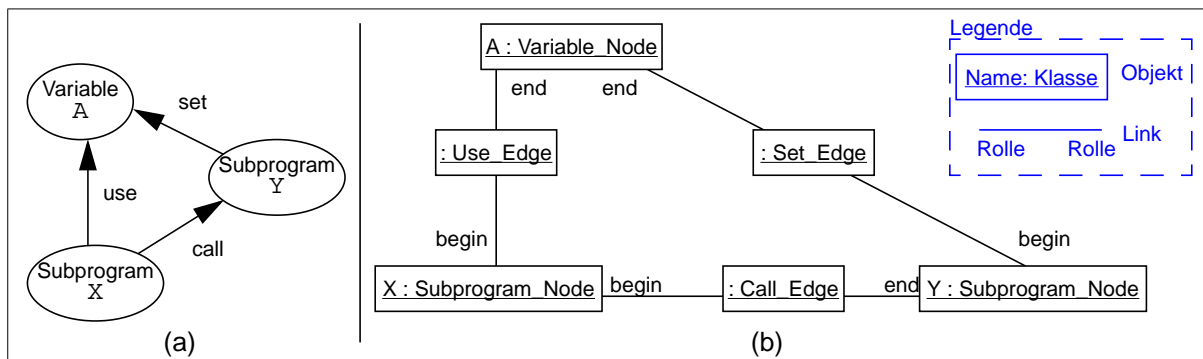 Variable
A
set
Subprogram
Y
use
call
Subprogram
X
(a)
A : Variable_Node
end end
: Use_Edge : Set_Edge
begin begin
X : Subprogram_Node begin : Call_Edge end Y : Subprogram_Node
(b)
Legende
Name: Klasse Objekt
Link
Rolle Rolle